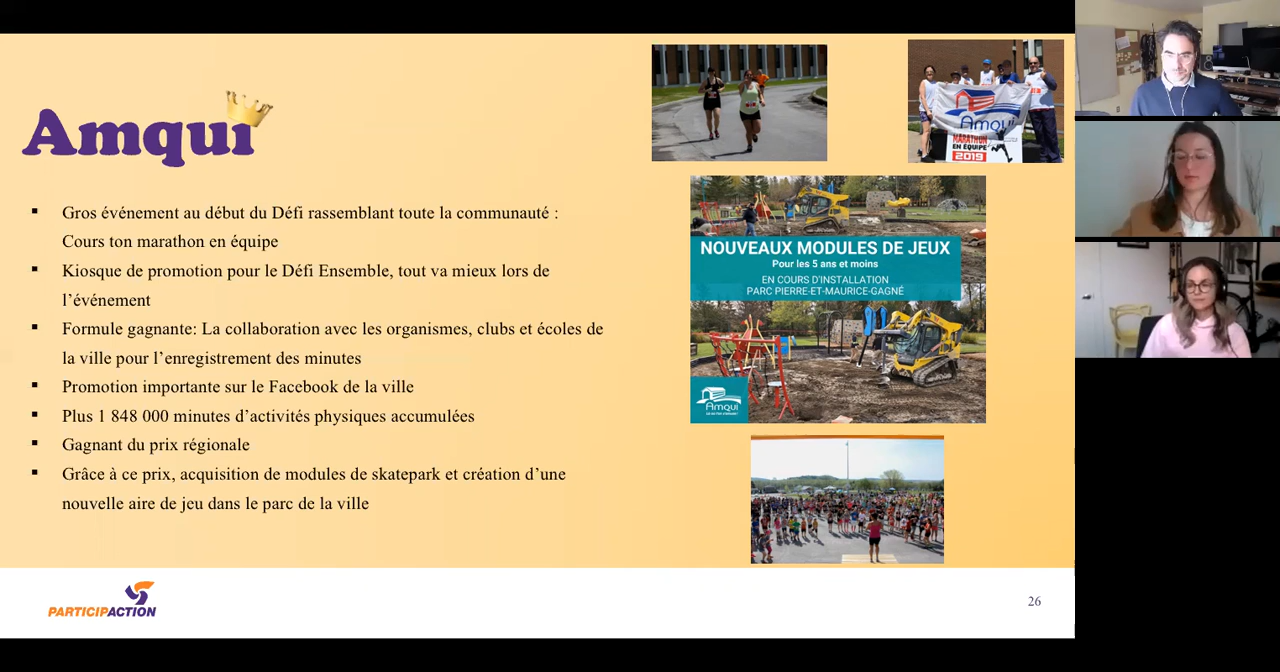 Amqui
Gros événement au début du Défi rassemblant toute la communauté :
Cours ton marathon en équipe
Kiosque de promotion pour le Défi Ensemble, tout va mieux lors de
l’événement
Formule gagnante: La collaboration avec les organismes, clubs et écoles de
la ville pour l’enregistrement des minutes
Promotion importante sur le Facebook de la ville
Plus 1 848 000 minutes d’activités physiques accumulées
Gagnant du prix régionale
Grâce à ce prix, acquisition de modules de skatepark et création d’une
nouvelle aire de jeu dans le parc de la ville
Amqui
MARATHON
EN ÉQUIPE
2019
NOUVEAUX MODULES DE JEUX
Pour les 5 ans et moins
EN COURS D'INSTALLATION
PARC PIERRE-ET-MAURICE-GAGNÉ
Amqui
PARTICIPACTION
26